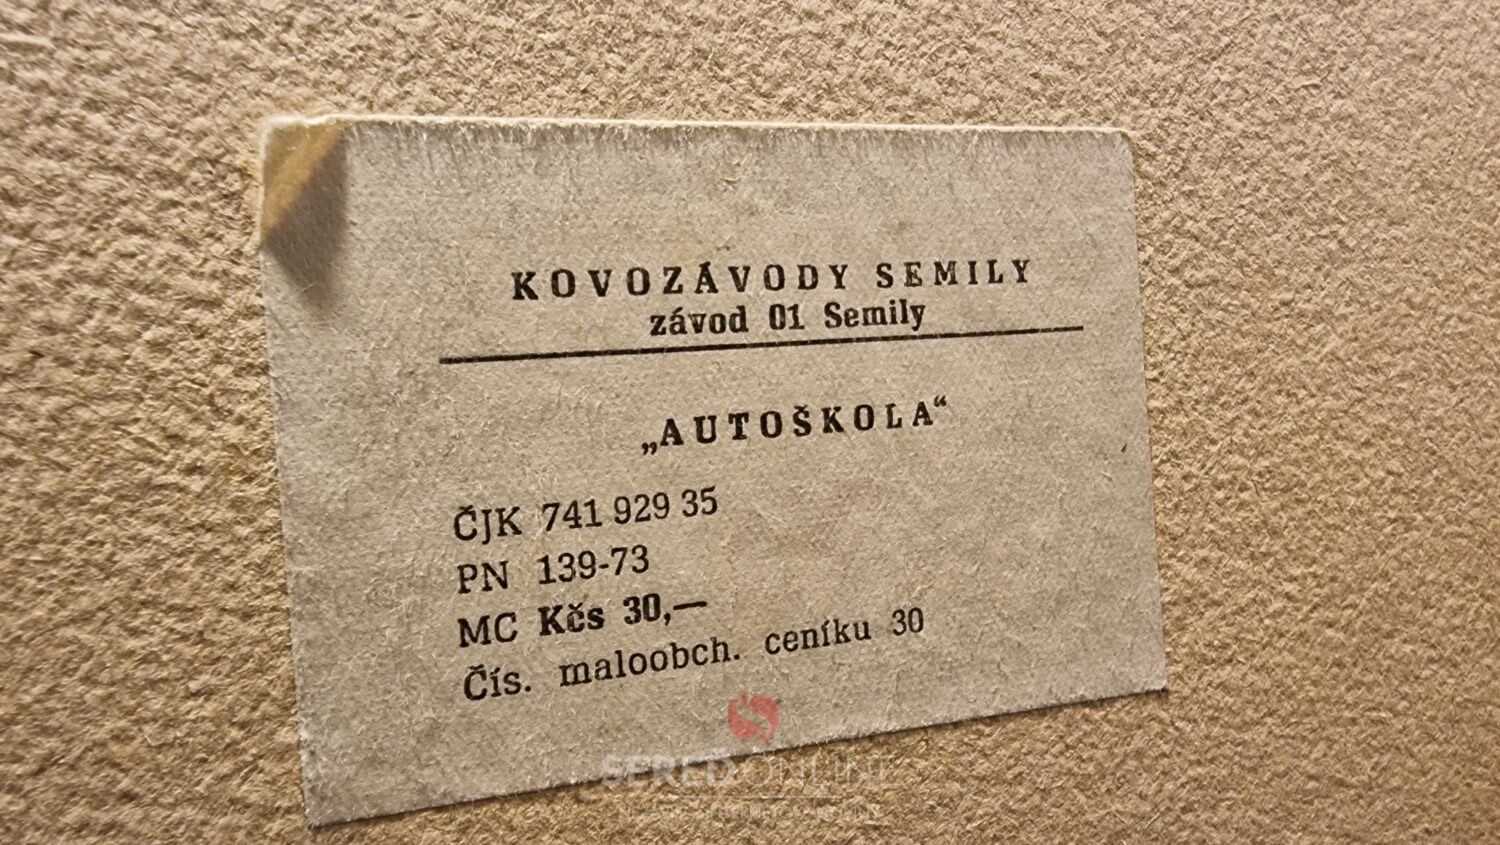 KOVOZÁVODY SEMILY
závod 01 Semily
„AUTOŠKOLA“
ČJK 741 929 35
PN 139-73
MC Kčs 30,—
Čís. maloobch. ceníku 30
SEREĎONLINE